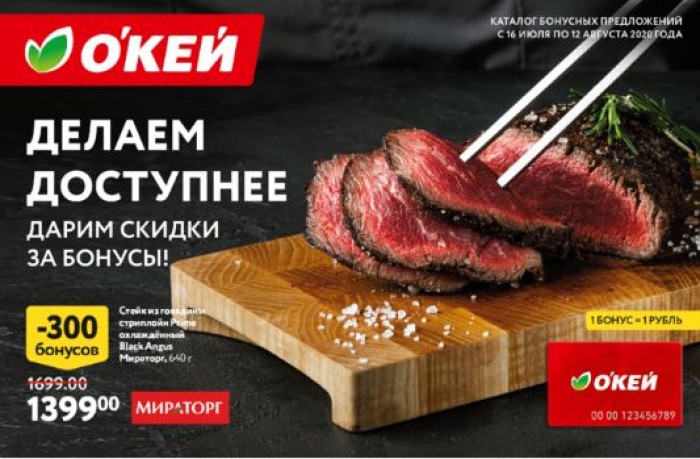 О'КЕЙ
КАТАЛОГ БОНУСНЫХ ПРЕДЛОЖЕНИЙ
С 16 ИЮЛЯ ПО 12 АВГУСТА 2020 ГОДА
ДЕЛАЕМ
ДОСТУПНЕЕ
ДАРИМ СКИДКИ
ЗА БОНУСЫ!
-300
бонусов
Стейк из говядины
стриплойн Prime
охлаждённый
Black Angus
Мираторг, 640 г
1699.00
139900
МИРАТОРГ
1 БОНУС = 1 РУБЛЬ
О'КЕЙ
00 00 123456789